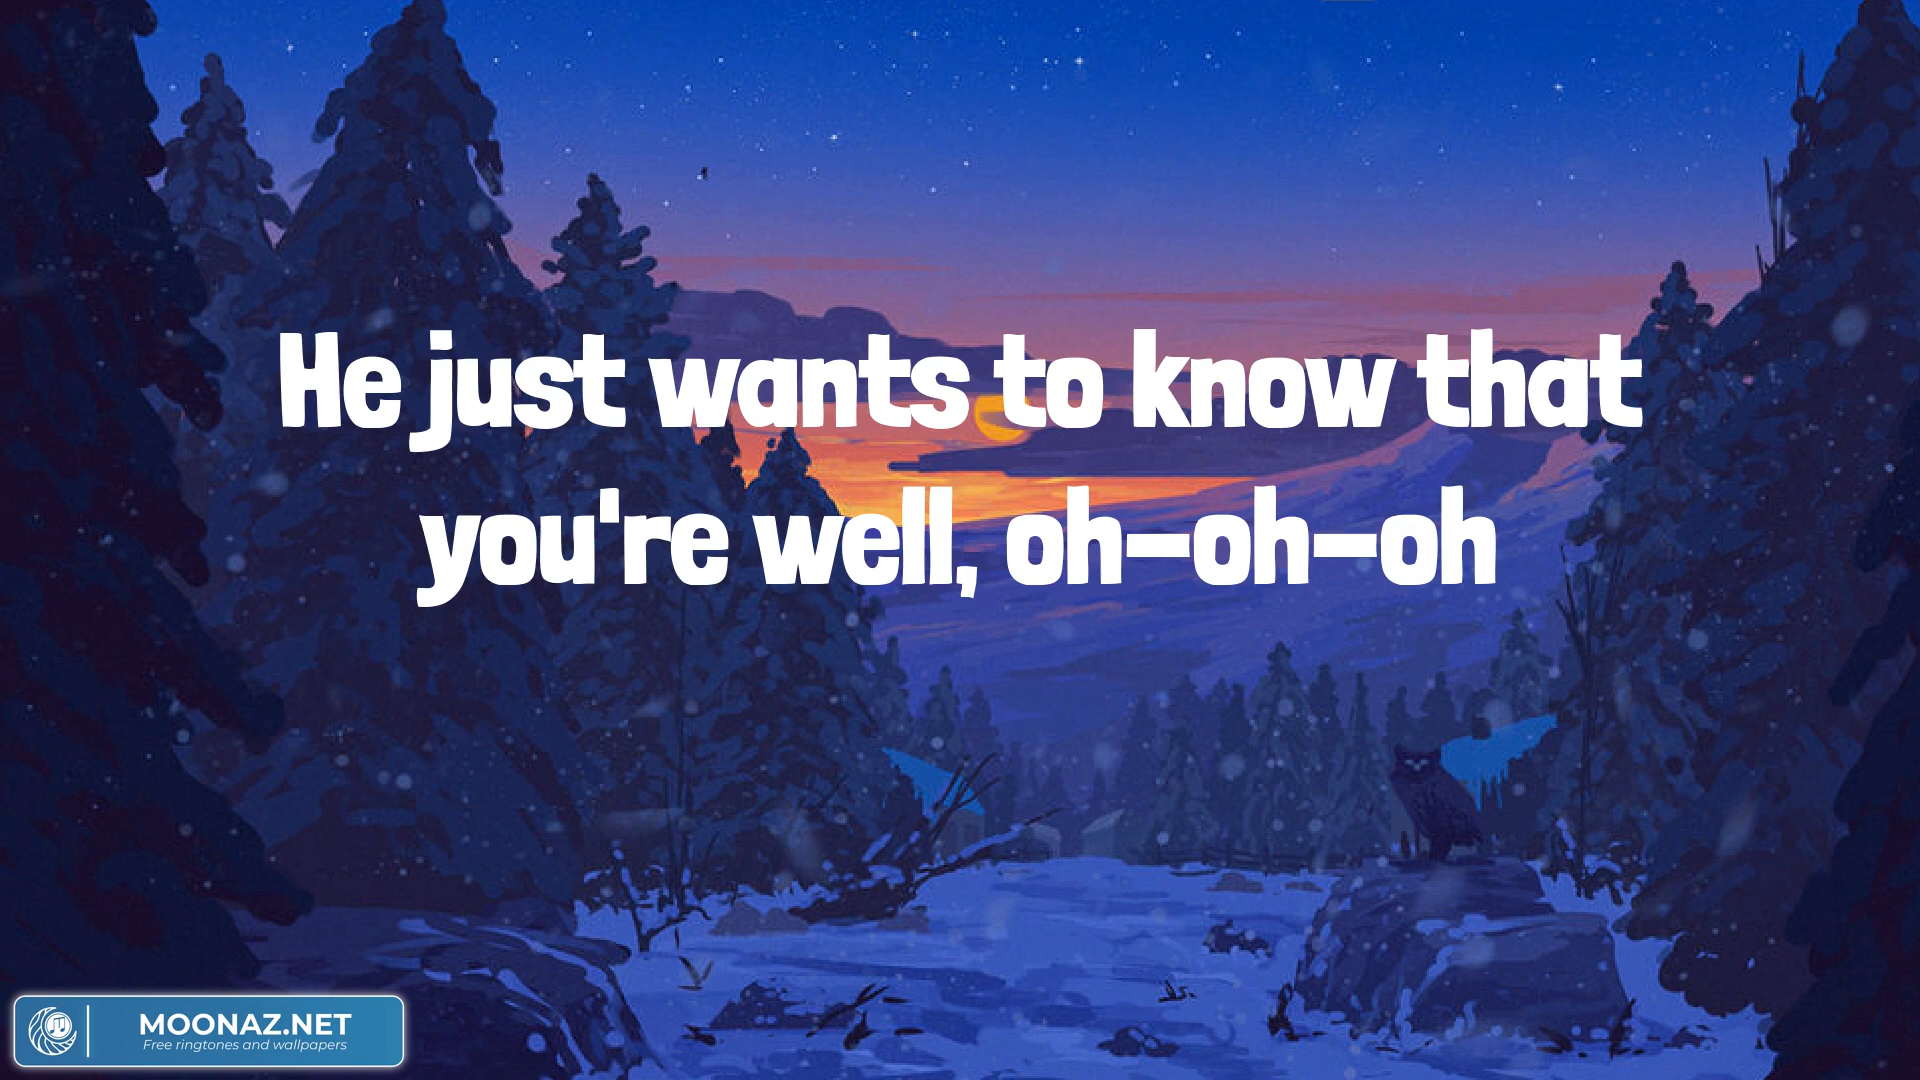 He just wants to know that
you're well, oh-oh-oh
MOONAZ.NET
Free ringtones and wallpapers